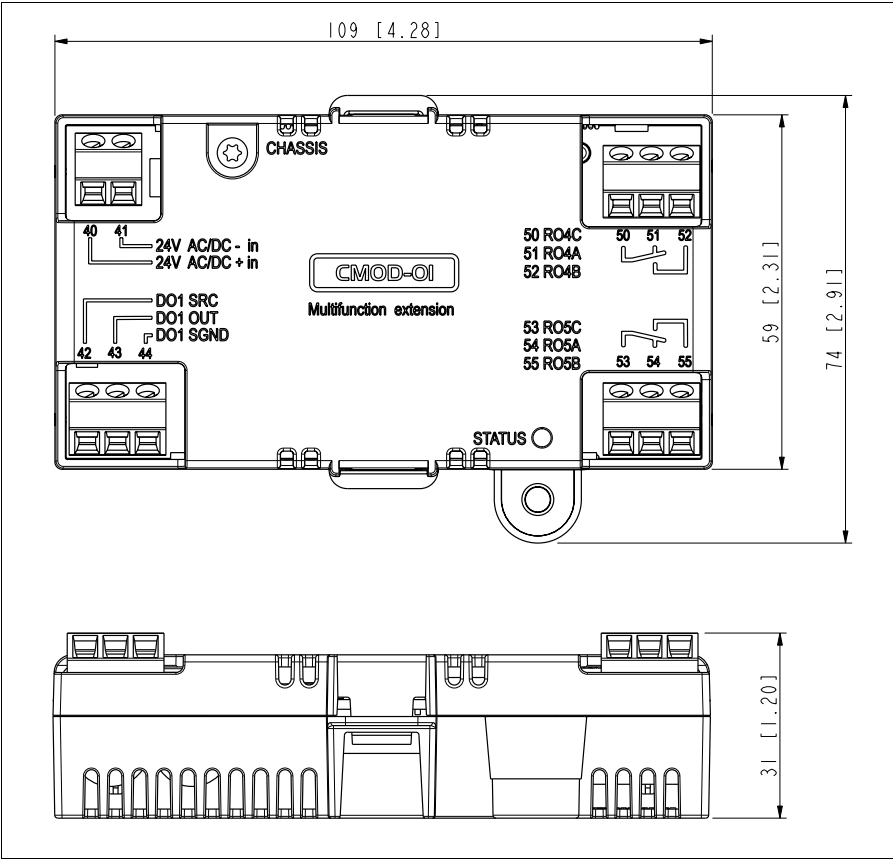 109 [4.28]
CHASSIS
40 41
24V AC/DC - in
24V AC/DC + in
DO1 SRC
DO1 OUT
DO1 SGND
42 43 44
CMOD-01
Multifunction extension
50 RO4C 50 51 52
51 RO4A
52 RO4B
53 RO5C
54 RO5A 53 54 55
55 RO5B
STATUS
59 [2.31]
74 [2.91]
31 [1.20]